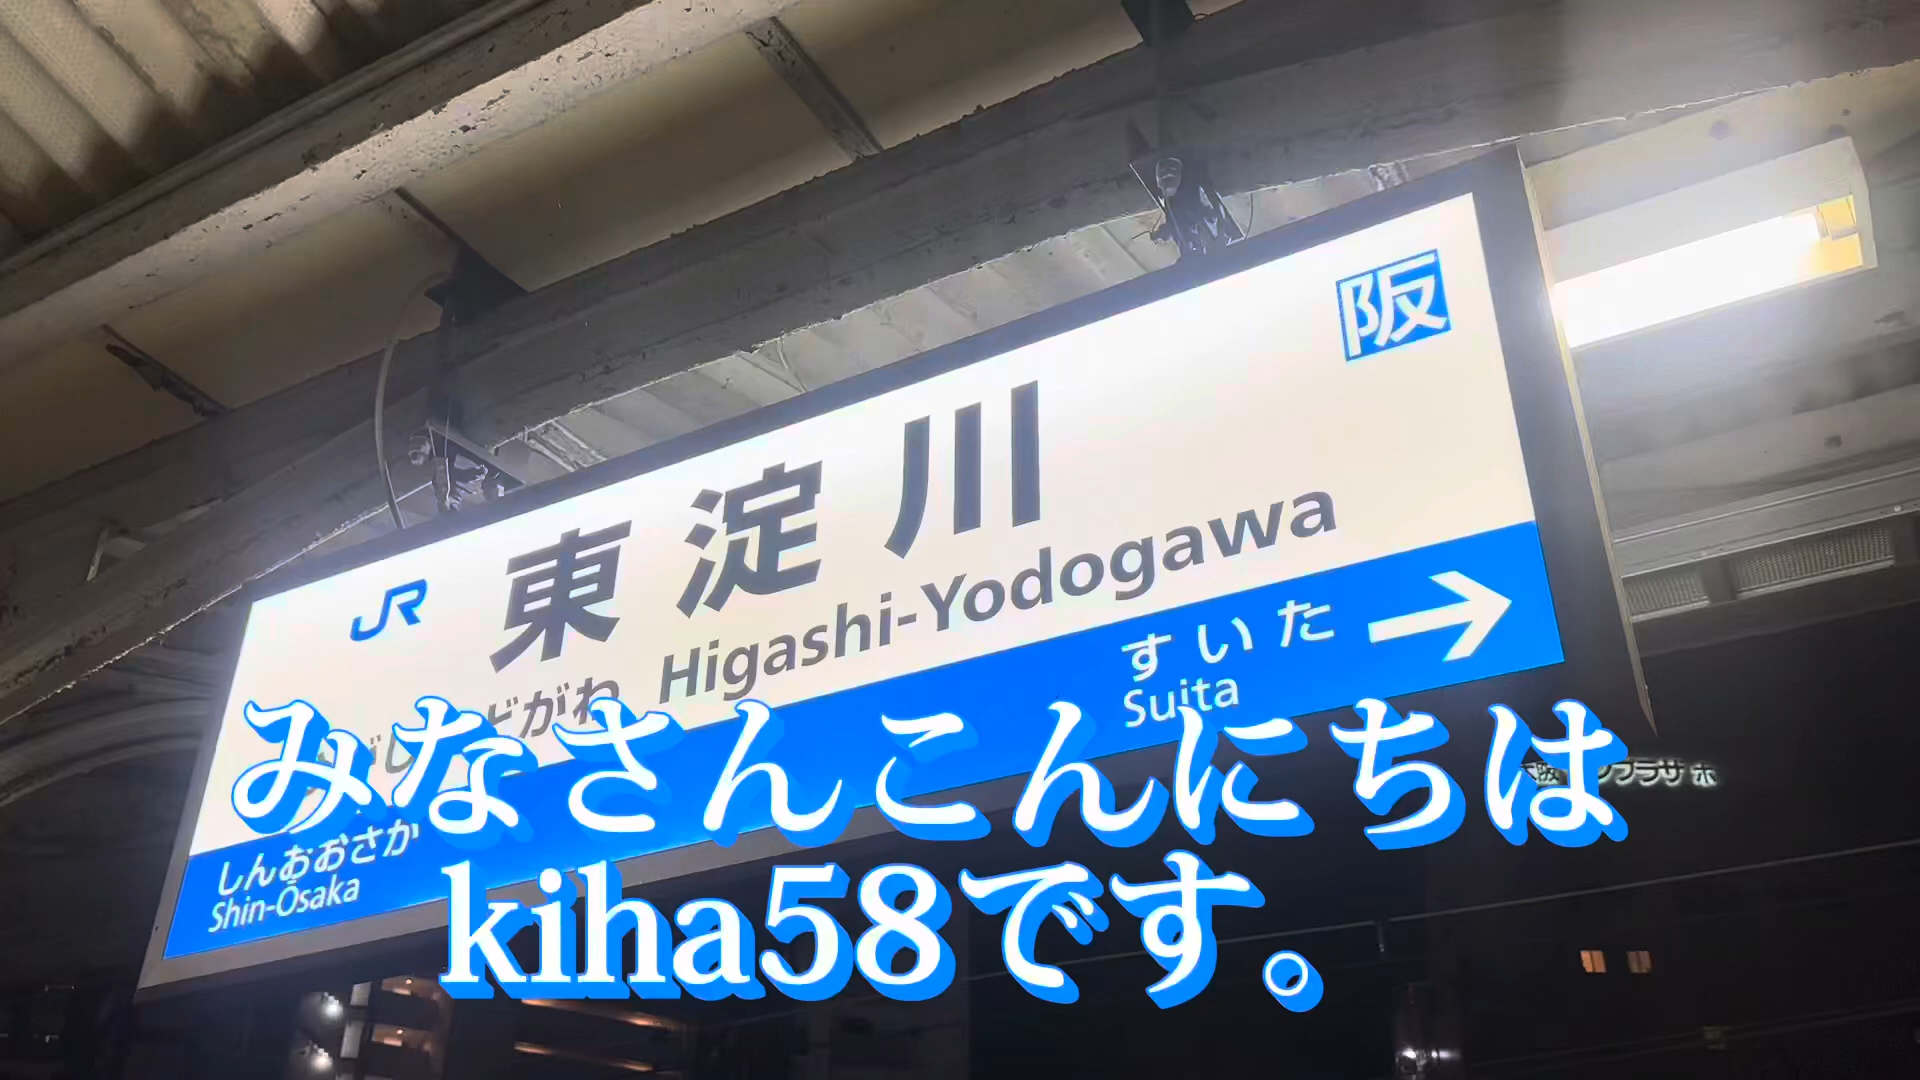 阪
JR
東淀川
Higashi-Yodogawa
すいた
Suita
しんおおさか
Shin-Ōsaka
みなさんこんにちは
kiha58です。